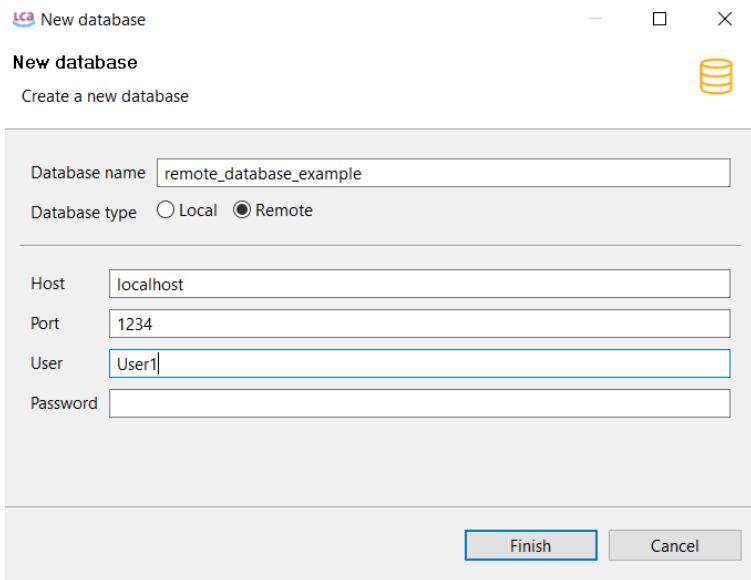 LCA New database
New database
Create a new database
Database name remote_database_example
Database type Local Remote
Host localhost
Port 1234
User User1
Password
Finish Cancel